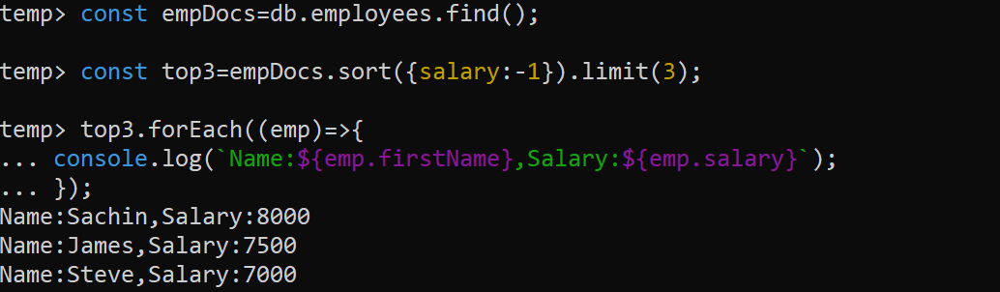 temp> const empDocs=db.employees.find();
temp> const top3=empDocs.sort({salary:-1}).limit(3);
temp> top3.forEach((emp)=>{
... console.log(`Name:${emp.firstName},Salary:${emp.salary}`);
... });
Name:Sachin,Salary:8000
Name:James,Salary:7500
Name:Steve,Salary:7000